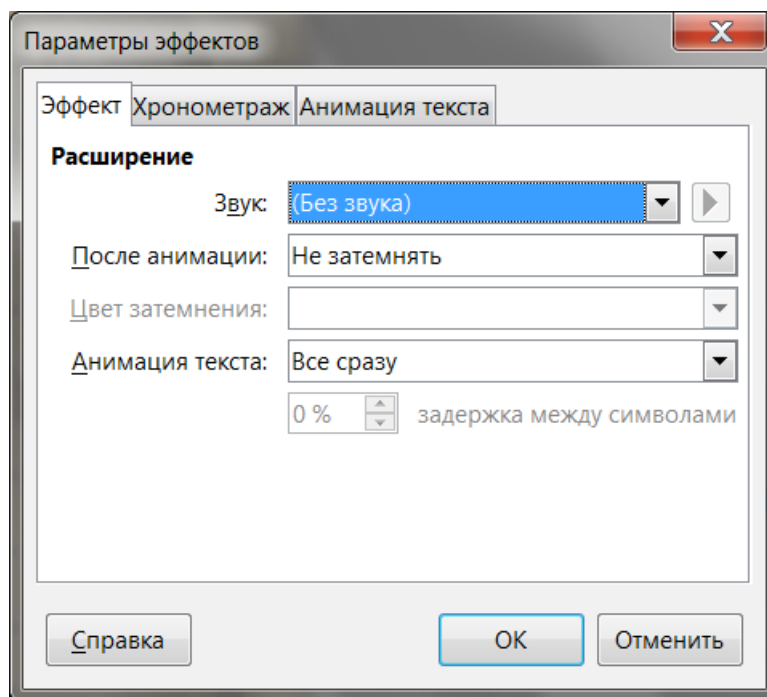 Параметры эффектов
Эффект Хронометраж Анимация текста
Расширение
Звук: (Без звука)
После анимации: Не затемнять
Цвет затемнения:
Анимация текста: Все сразу
0 % задержка между символами
Справка ОК Отменить